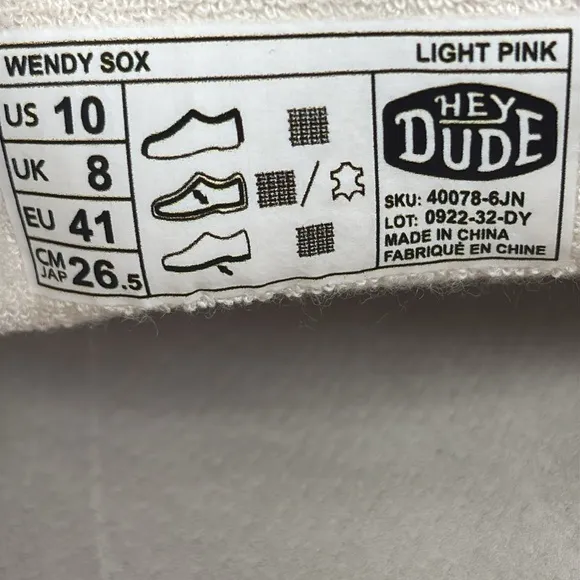 WENDY SOX LIGHT PINK
US 10
UK 8
EU 41
CM JAP 26.5
HEY
DUDE
SKU: 40078-6JN
LOT: 0922-32-DY
MADE IN CHINA
FABRIQUÉ EN CHINE